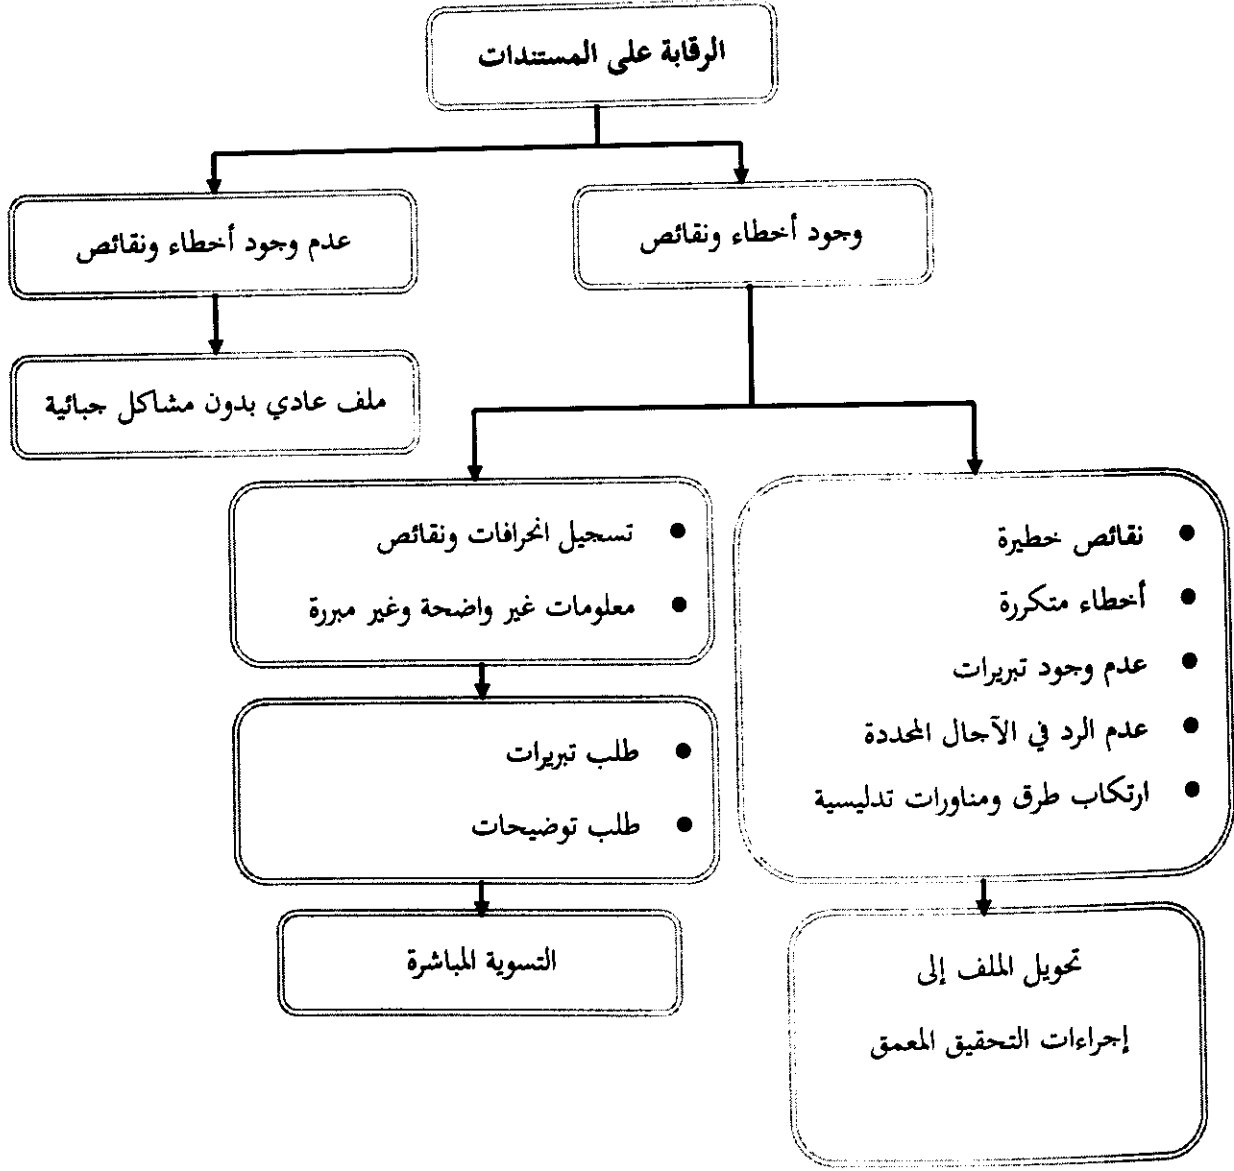 الرقابة على المستندات
وجود أخطاء ونقائص
عدم وجود أخطاء ونقائص
ملف عادي بدون مشاكل جبائية
• نقائص خطيرة
• أخطاء متكررة
• عدم وجود تبريرات
• عدم الرد في الآجال المحددة
• ارتكاب طرق ومناورات تدليسية
تحويل الملف إلى
إجراءات التحقيق المعمق
• تسجيل انحرافات ونقائص
• معلومات غير واضحة وغير مبررة
• طلب تبريرات
• طلب توضيحات
التسوية المباشرة